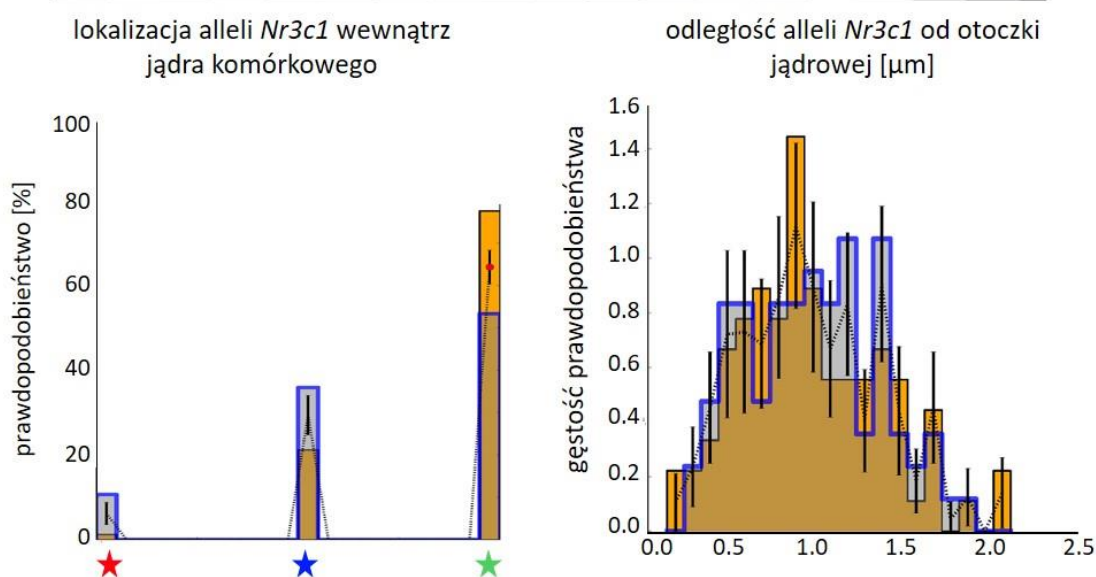 lokalizacja alleli Nr3c1 wewnątrz
jądra komórkowego
prawdopodobieństwo [%]
100
80
60
40
20
0
odległość alleli Nr3c1 od otoczki
jądrowej [µm]
gęstość prawdopodobieństwa
1.6
1.4
1.2
1.0
0.8
0.6
0.4
0.2
0.0
0.0 0.5 1.0 1.5 2.0 2.5